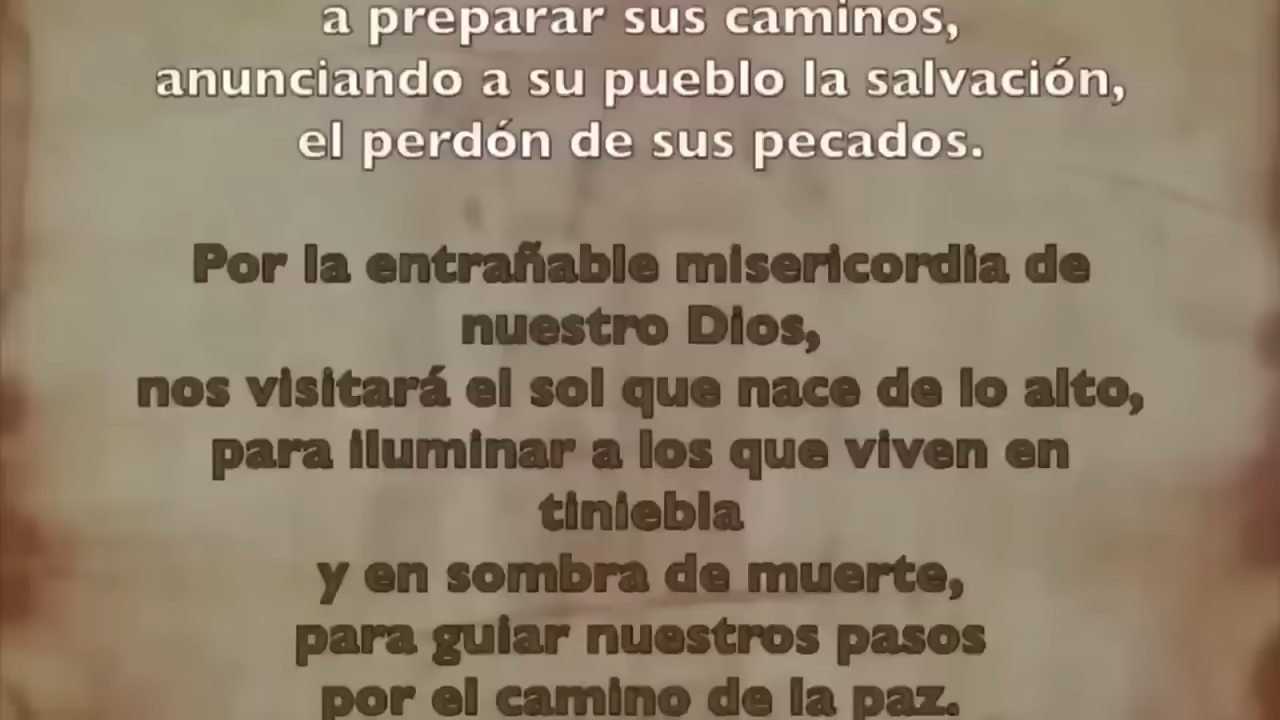 a preparar sus caminos,
anunciando a su pueblo la salvación,
el perdón de sus pecados.
Por la entrañable misericordia de
nuestro Dios,
nos visitará el sol que nace de lo alto,
para iluminar a los que viven en
tiniebla
y en sombra de muerte,
para guiar nuestros pasos
por el camino de la paz.